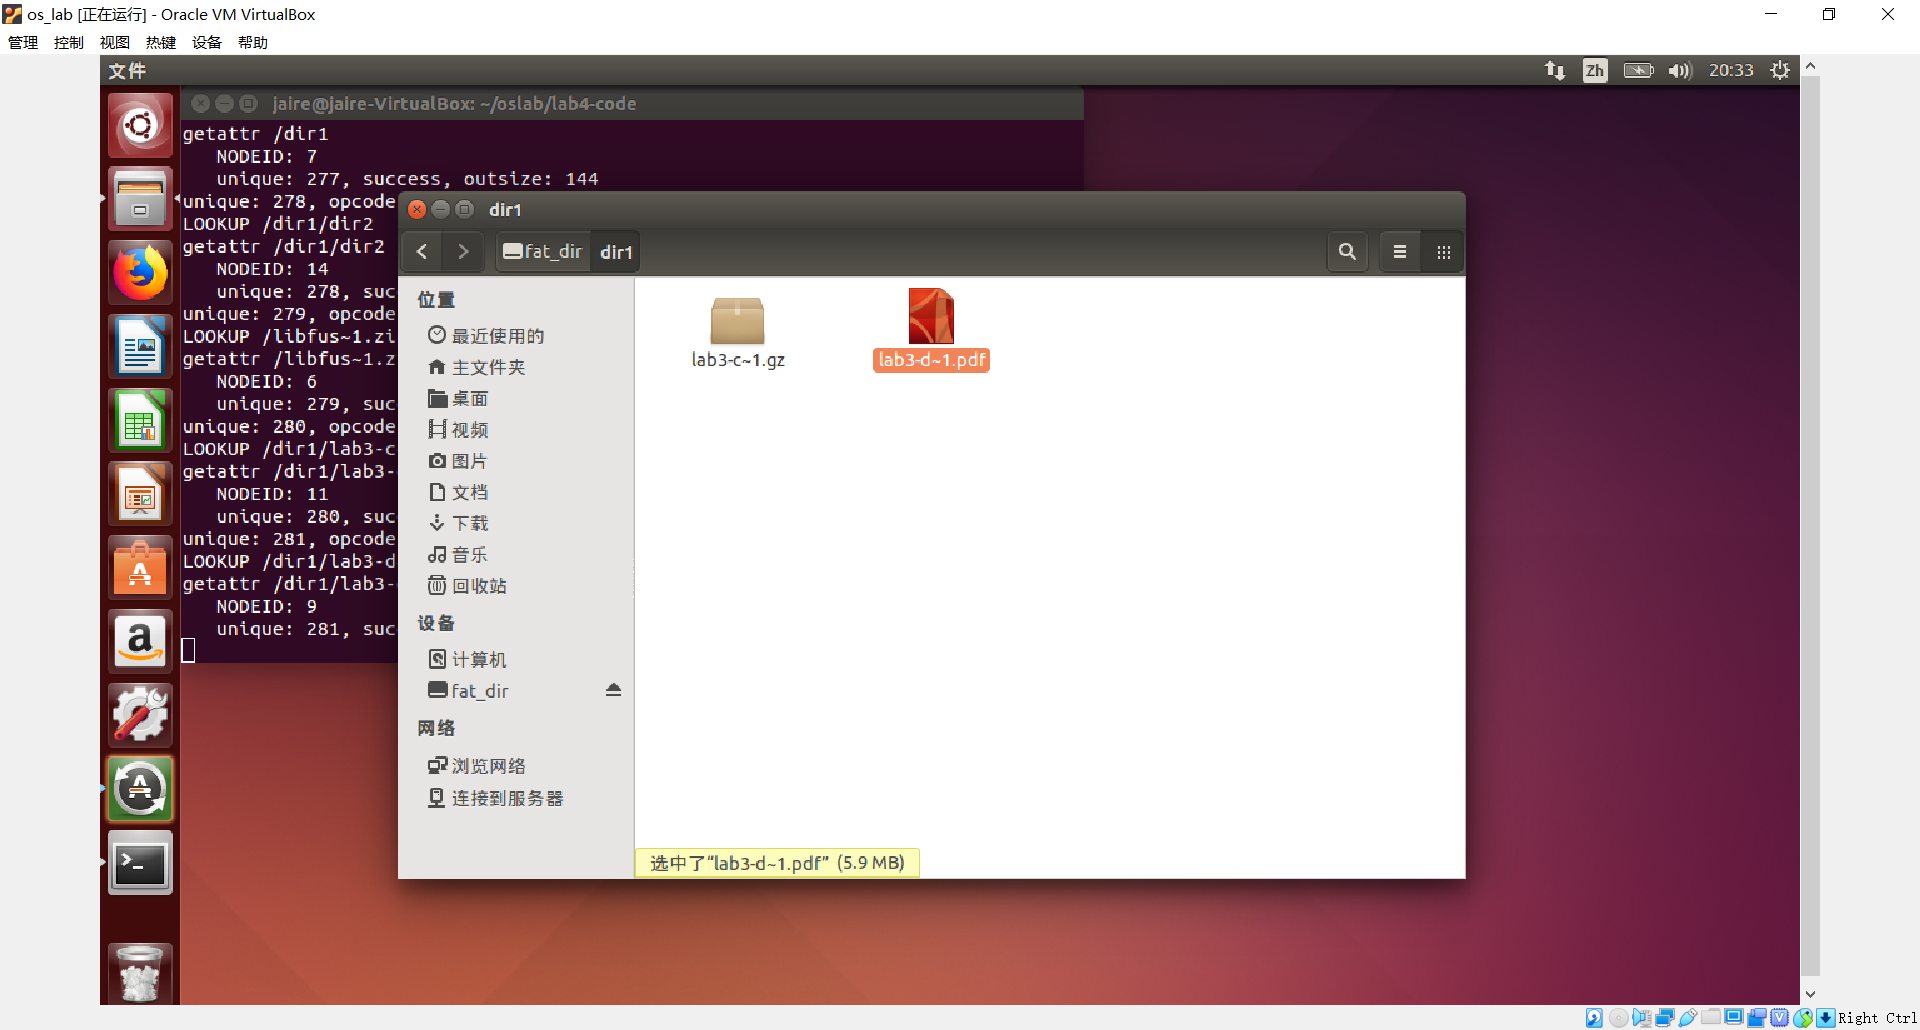 os_lab [正在运行] - Oracle VM VirtualBox
管理 控制 视图 热键 设备 帮助
文件 Zh 20:33
jaire@jaire-VirtualBox: ~/oslab/lab4-code
getattr /dir1
NODEID: 7
unique: 277, success, outsize: 144
unique: 278, opcode
LOOKUP /dir1/dir2
getattr /dir1/dir2
NODEID: 14
unique: 278, suc
unique: 279, opcode
LOOKUP /libfus~1.zi
getattr /libfus~1.z
NODEID: 6
unique: 279, suc
unique: 280, opcode
LOOKUP /dir1/lab3-c
getattr /dir1/lab3-
NODEID: 11
unique: 280, suc
unique: 281, opcode
LOOKUP /dir1/lab3-d
getattr /dir1/lab3-
NODEID: 9
unique: 281, suc
dir1
fat_dir dir1
位置
最近使用的
主文件夹
桌面
视频
图片
文档
下载
音乐
回收站
设备
计算机
fat_dir
网络
浏览网络
连接到服务器
lab3-c~1.gz
lab3-d~1.pdf
选中了“lab3-d~1.pdf” (5.9 MB)
Right Ctrl